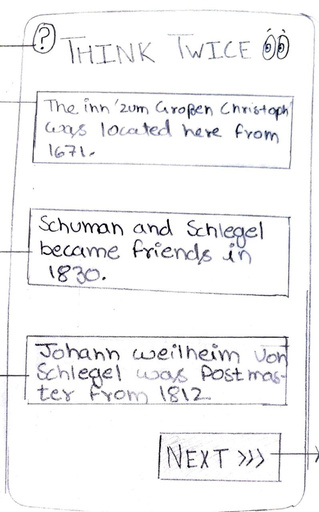 ?
THINK TWICE
The inn 'zum Großen Christoph'
was located here from
1671.
Schuman and Schlegel
became friends in
1830.
Johann weilheim von
Schlegel was Postmas-
ter from 1812.
NEXT >>>